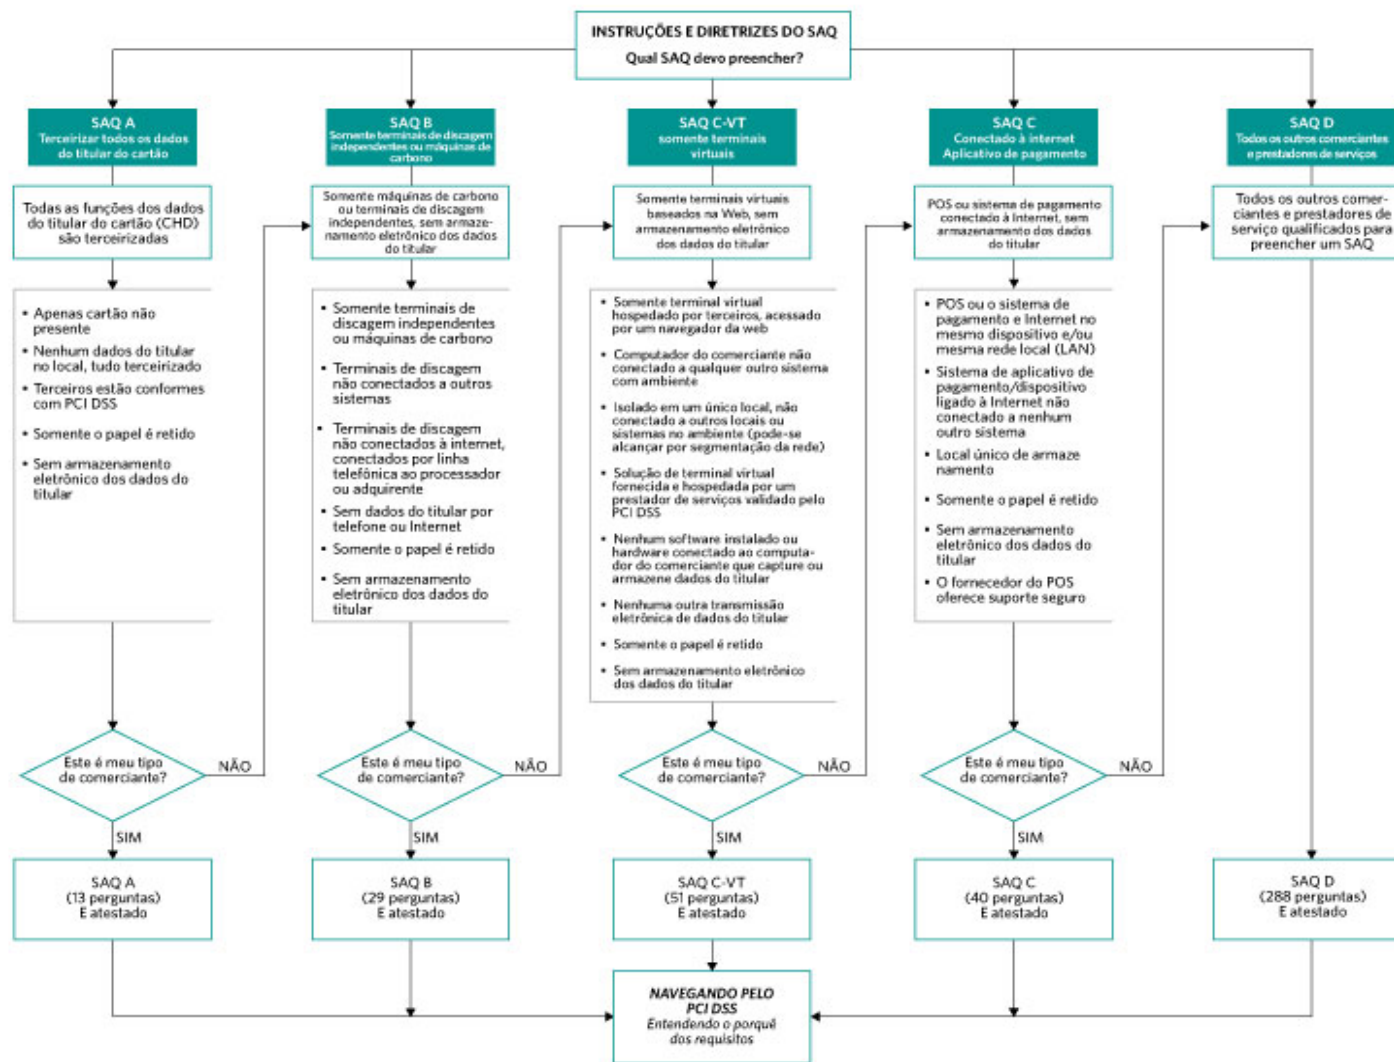 INSTRUÇÕES E DIRETRIZES DO SAQ
Qual SAQ devo preencher?
SAQ A
Terceirizar todos os dados
do titular do cartão
Todas as funções dos dados
do titular do cartão (CHD)
são terceirizadas
▪ Apenas cartão não
presente
▪ Nenhum dados do titular
no local, tudo terceirizado
▪ Terceiros estão conformes
com PCI DSS
▪ Somente o papel é retido
▪ Sem armazenamento
eletrônico dos dados do
titular
Este é meu tipo
de comerciante?
NÃO
SIM
SAQ A
(13 perguntas)
E atestado
SAQ B
Somente terminais de discagem
independentes ou máquinas de
carbono
Somente máquinas de carbono
ou terminais de discagem
independentes, sem armaze-
namento eletrônico dos dados do
titular
▪ Somente terminais de
discagem independentes
ou máquinas de carbono
▪ Terminais de discagem
não conectados a outros
sistemas
▪ Terminais de discagem
não conectados à internet,
conectados por linha
telefônica ao processador
ou adquirente
▪ Sem dados do titular por
telefone ou Internet
▪ Somente o papel é retido
▪ Sem armazenamento
eletrônico dos dados do
titular
Este é meu tipo
de comerciante?
NÃO
SIM
SAQ B
(29 perguntas)
E atestado
SAQ C-VT
somente terminais
virtuais
Somente terminais virtuais
baseados na Web, sem
armazenamento eletrônico
dos dados do titular
▪ Somente terminal virtual
hospedado por terceiros, acessado
por um navegador da web
▪ Computador do comerciante não
conectado a qualquer outro sistema
com ambiente
▪ Isolado em um único local, não
conectado a outros locais ou
sistemas no ambiente (pode-se
alcançar por segmentação da rede)
▪ Solução de terminal virtual
fornecida e hospedada por um
prestador de serviços validado pelo
PCI DSS
▪ Nenhum software instalado ou
hardware conectado ao computa-
dor do comerciante que capture ou
armazene dados do titular
▪ Nenhuma outra transmissão
eletrônica de dados do titular
▪ Somente o papel é retido
▪ Sem armazenamento eletrônico
dos dados do titular
Este é meu tipo
de comerciante?
NÃO
SIM
SAQ C-VT
(51 perguntas)
E atestado
SAQ C
Conectado à internet
Aplicativo de pagamento
POS ou sistema de pagamento
conectado à Internet, sem
armazenamento dos dados
do titular
▪ POS ou o sistema de
pagamento e Internet no
mesmo dispositivo e/ou
mesma rede local (LAN)
▪ Sistema de aplicativo de
pagamento/dispositivo
ligado à Internet não
conectado a nenhum
outro sistema
▪ Local único de armaze
namento
▪ Somente o papel é retido
▪ Sem armazenamento
eletrônico dos dados do
titular
▪ O fornecedor do POS
oferece suporte seguro
Este é meu tipo
de comerciante?
NÃO
SIM
SAQ C
(40 perguntas)
E atestado
SAQ D
Todos os outros comerciantes
e prestadores de serviços
Todos os outros comer-
ciantes e prestadores de
serviço qualificados para
preencher um SAQ
SAQ D
(288 perguntas)
E atestado
NAVEGANDO PELO
PCI DSS
Entendendo o porquê
dos requisitos